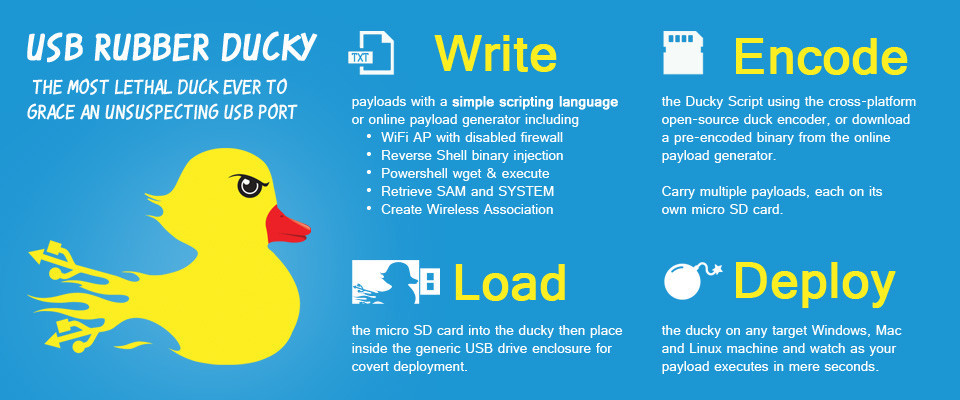 USB RUBBER DUCKY
THE MOST LETHAL DUCK EVER TO
GRACE AN UNSUSPECTING USB PORT
TXT
Write
payloads with a simple scripting language
or online payload generator including
• WiFi AP with disabled firewall
• Reverse Shell binary injection
• Powershell wget & execute
• Retrieve SAM and SYSTEM
• Create Wireless Association
Encode
the Ducky Script using the cross-platform
open-source duck encoder, or download
a pre-encoded binary from the online
payload generator.
Carry multiple payloads, each on its
own micro SD card.
Load
the micro SD card into the ducky then place
inside the generic USB drive enclosure for
covert deployment.
Deploy
the ducky on any target Windows, Mac
and Linux machine and watch as your
payload executes in mere seconds.